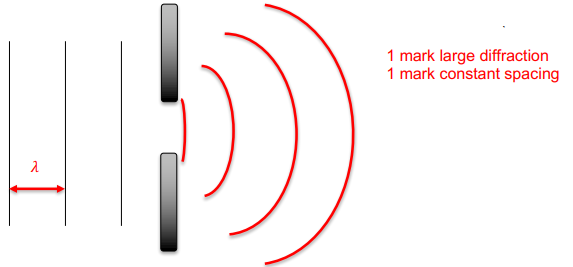 1 mark large diffraction
1 mark constant spacing
λ